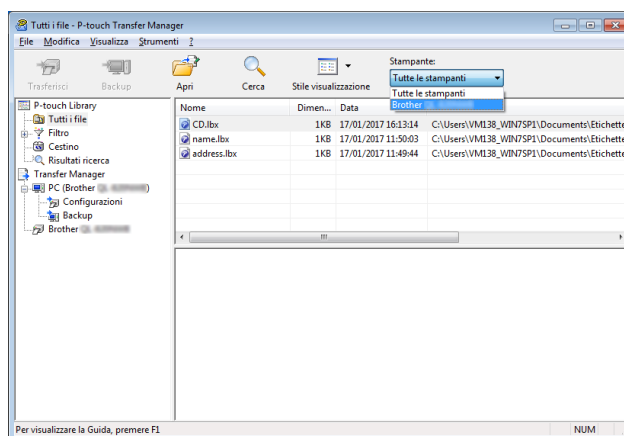 Tutti i file - P-touch Transfer Manager
File Modifica Visualizza Strumenti ?
Trasferisci Backup Apri Cerca Stile visualizzazione
Stampante:
Tutte le stampanti
Tutte le stampanti
Brother
P-touch Library
Tutti i file
Filtro
Cestino
Risultati ricerca
Transfer Manager
PC (Brother )
Configurazioni
Backup
Brother
Nome Dimen... Data
CD.lbx 1KB 17/01/2017 16:13:14 C:\Users\VM138_WIN7SP1\Documents\Etichette
name.lbx 1KB 17/01/2017 11:50:03 C:\Users\VM138_WIN7SP1\Documents\Etichette
address.lbx 1KB 17/01/2017 11:49:44 C:\Users\VM138_WIN7SP1\Documents\Etichette
Per visualizzare la Guida, premere F1
NUM